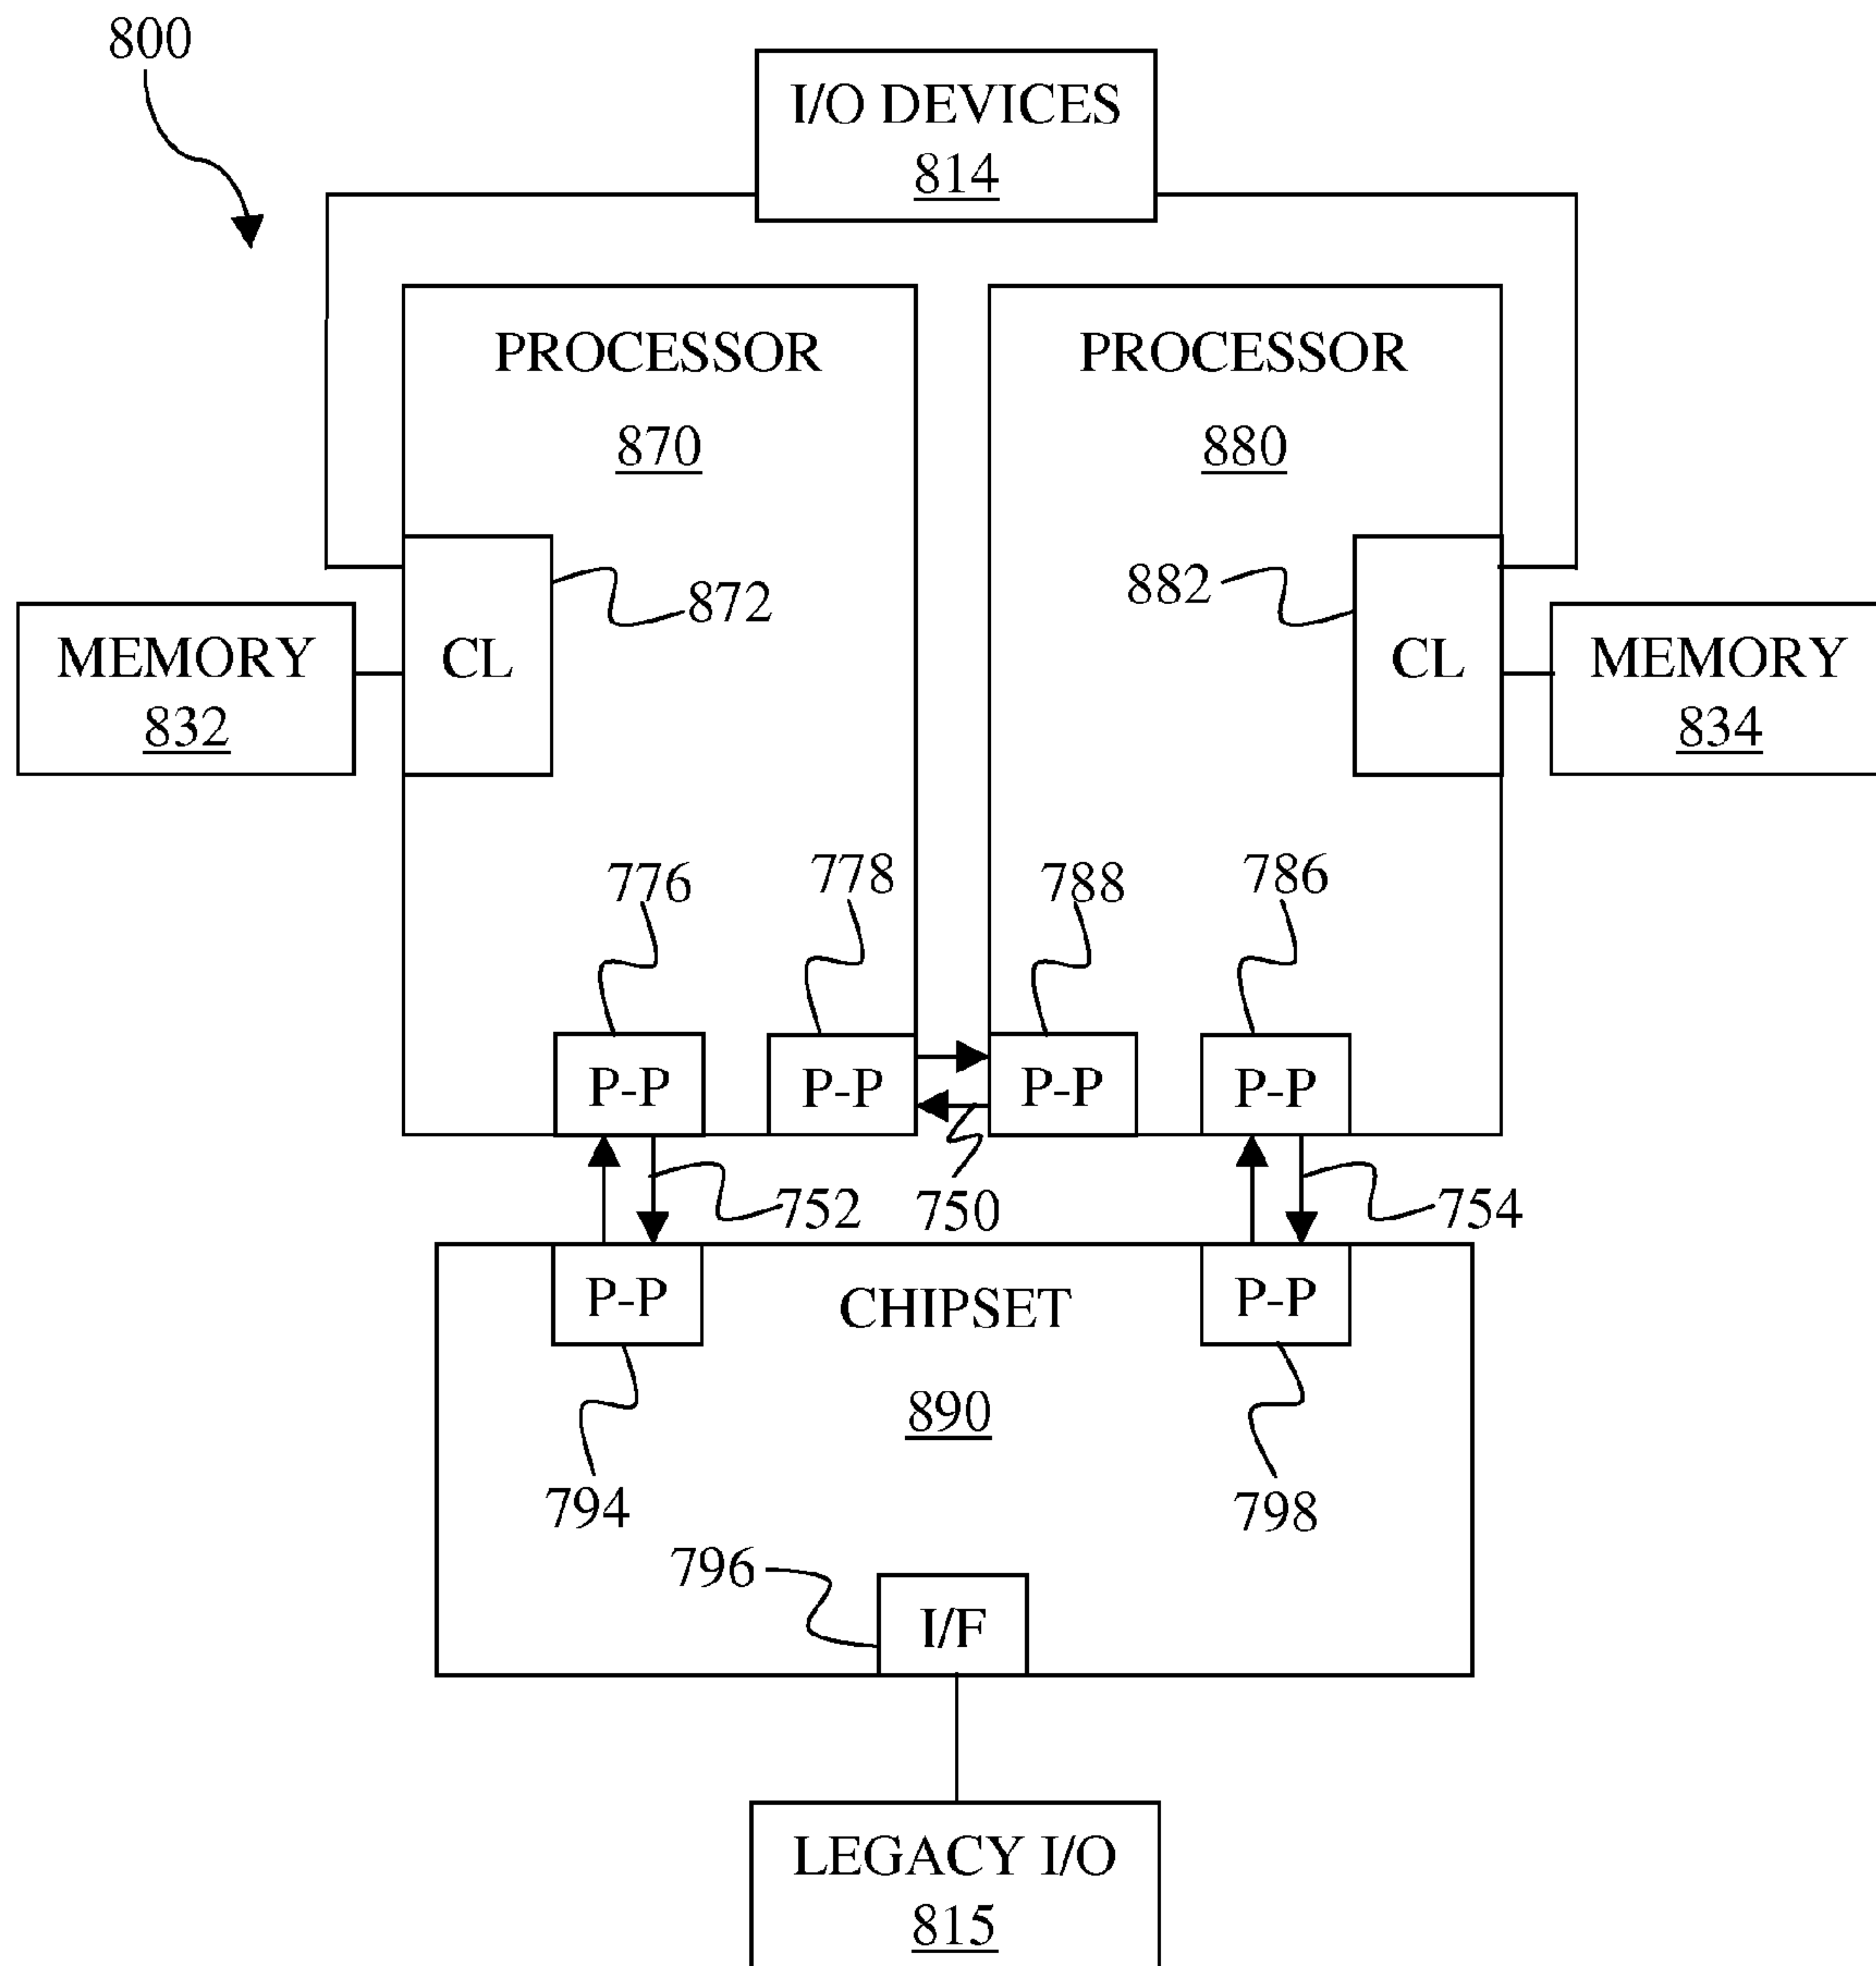 800
I/O DEVICES
814
PROCESSOR
870
PROCESSOR
880
872
882
MEMORY
832
CL
CL
MEMORY
834
776
778
788
786
P-P
P-P
P-P
P-P
752
750
754
P-P
CHIPSET
P-P
890
794
798
796
I/F
LEGACY I/O
815